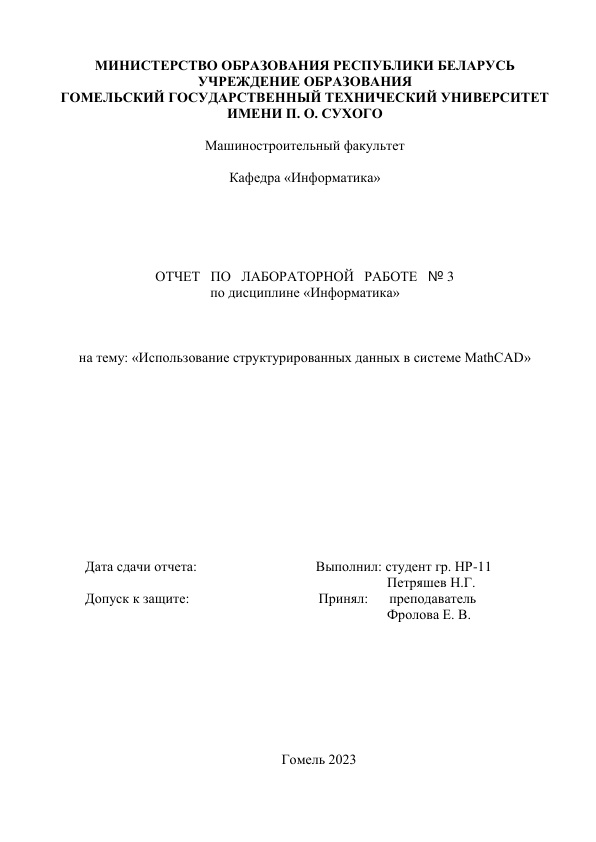 МИНИСТЕРСТВО ОБРАЗОВАНИЯ РЕСПУБЛИКИ БЕЛАРУСЬ
УЧРЕЖДЕНИЕ ОБРАЗОВАНИЯ
ГОМЕЛЬСКИЙ ГОСУДАРСТВЕННЫЙ ТЕХНИЧЕСКИЙ УНИВЕРСИТЕТ
ИМЕНИ П. О. СУХОГО
Машиностроительный факультет
Кафедра «Информатика»
ОТЧЕТ ПО ЛАБОРАТОРНОЙ РАБОТЕ № 3
по дисциплине «Информатика»
на тему: «Использование структурированных данных в системе MathCAD»
Дата сдачи отчета: Выполнил: студент гр. НР-11
Петряшев Н.Г.
Допуск к защите: Принял: преподаватель
Фролова Е. В.
Гомель 2023